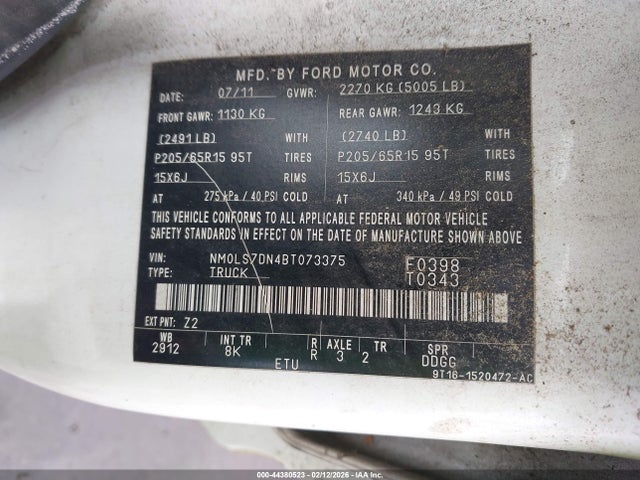 MFD. BY FORD MOTOR CO.
DATE: 07/11 GVWR: 2270 KG (5005 LB)
FRONT GAWR: 1130 KG REAR GAWR: 1243 KG
(2491 LB) WITH (2740 LB) WITH
P205/65R15 95T TIRES P205/65R15 95T TIRES
15X6J RIMS 15X6J RIMS
AT 275 kPa / 40 PSI COLD AT 340 kPa / 49 PSI COLD
THIS VEHICLE CONFORMS TO ALL APPLICABLE FEDERAL MOTOR VEHICLE
SAFETY STANDARDS IN EFFECT ON THE DATE OF MANUFACTURE SHOWN ABOVE
VIN: NM0LS7DN4BT073375 F0398
TYPE: TRUCK T0343
EXT PNT: Z2
WB INT TR R AXLE TR SPR
2912 8K R 3 2 DDGG
ETU 9T16-1520472-AC
000-44380523 - 02/12/2026 - IAA Inc.